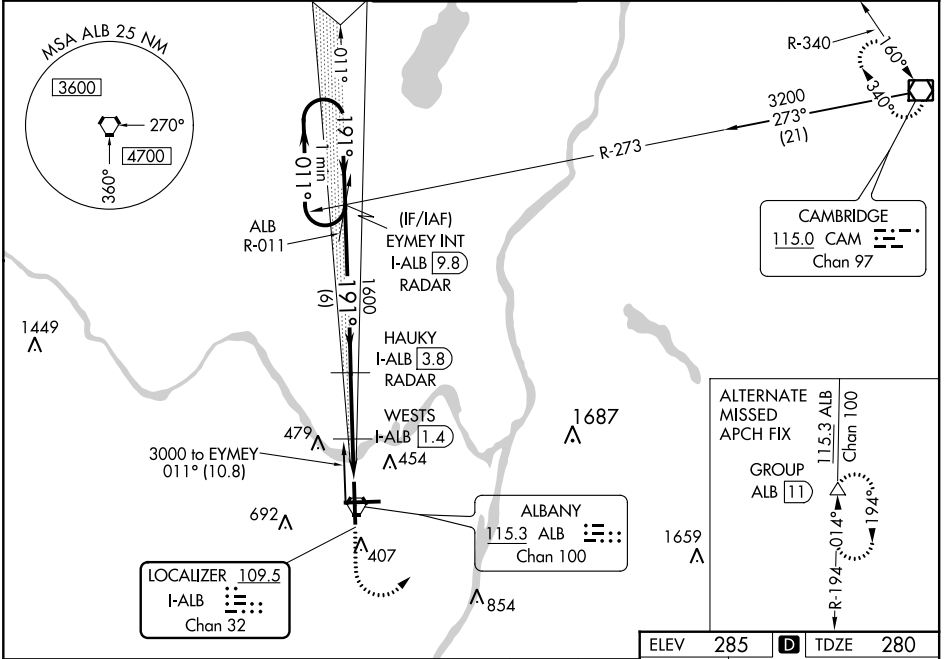 MSA ALB 25 NM
3600
270°
4700
360°
011°
191°
1 min
011°
ALB
R-011
(IF/IAF)
EYMEY INT
I-ALB 9.8
RADAR
R-340
160°
340°
3200
273°
(21)
R-273
CAMBRIDGE
115.0 CAM
Chan 97
1600
191°
(6)
1449
HAUKY
I-ALB 3.8
RADAR
WESTS
I-ALB 1.4
479
454
1687
3000 to EYMEY
011° (10.8)
692
407
ALBANY
115.3 ALB
Chan 100
1659
854
LOCALIZER 109.5
I-ALB
Chan 32
ALTERNATE
MISSED
APCH FIX
115.3 ALB
Chan 100
GROUP
ALB 11
014°
194°
R-194
ELEV 285 D TDZE 280